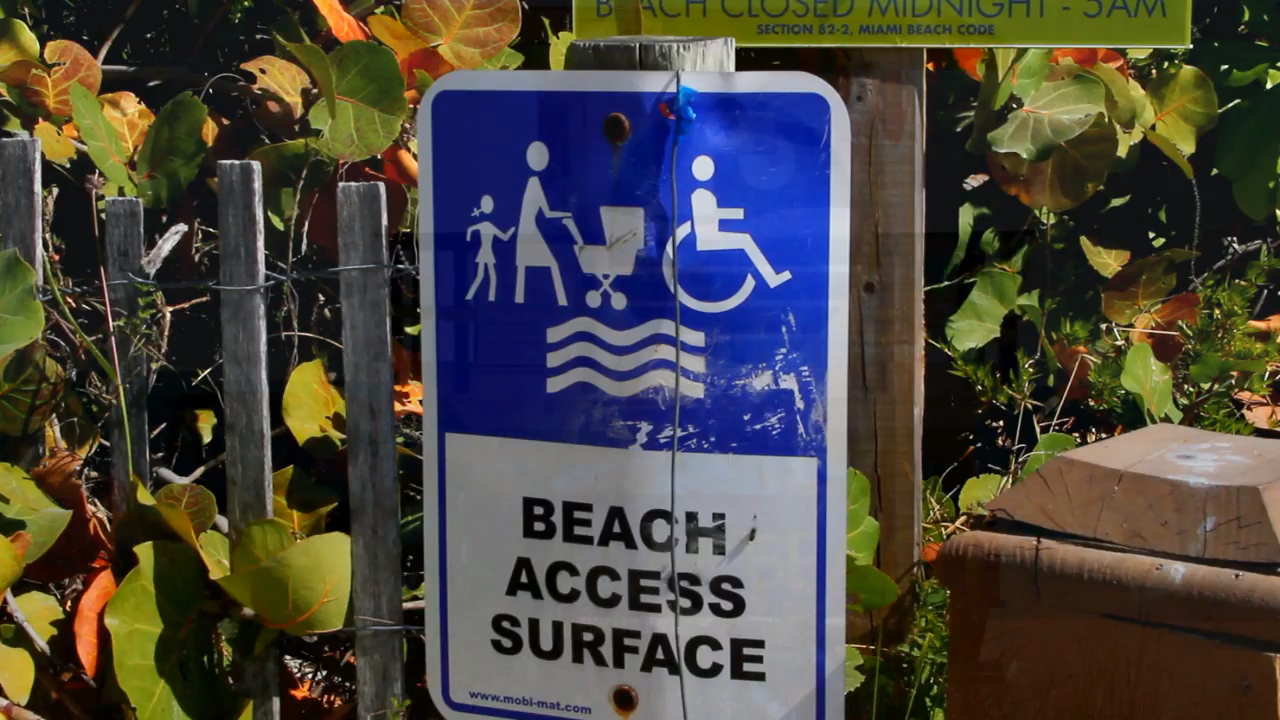 BEACH CLOSED MIDNIGHT - 5AM
SECTION 82-2, MIAMI BEACH CODE
BEACH
ACCESS
SURFACE
www.mobi-mat.com